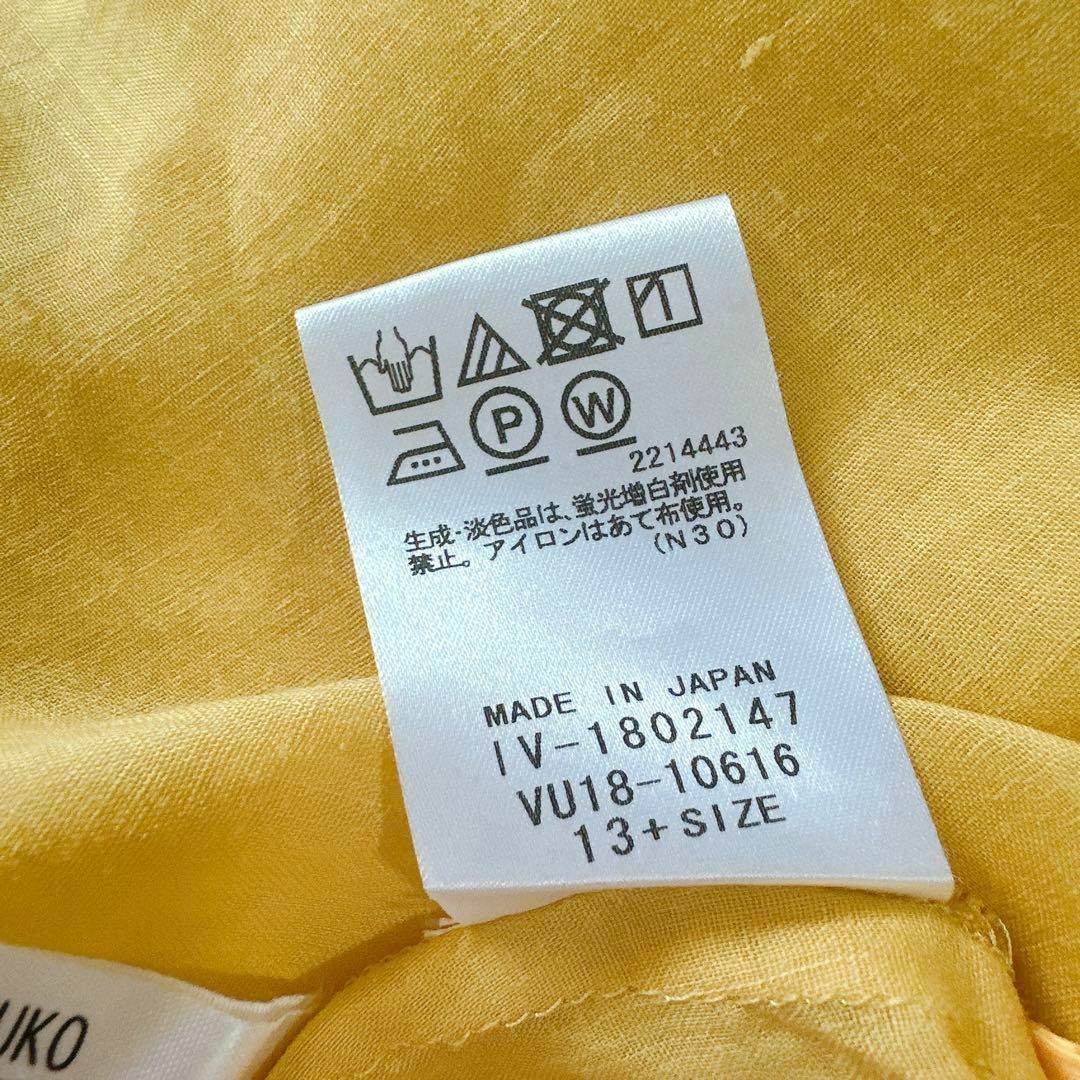 P W
2214443
生成・淡色品は、蛍光増白剤使用
禁止。アイロンはあて布使用。
(N30)
MADE IN JAPAN
IV-1802147
VU18-10616
13+SIZE
UKO